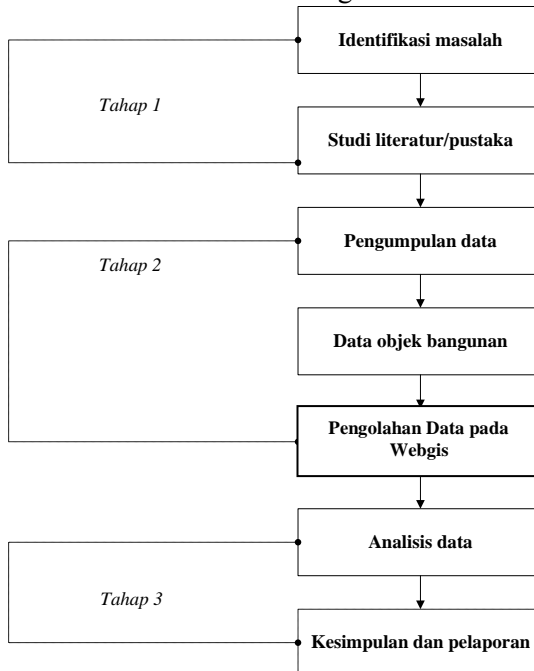 Identifikasi masalah
Tahap 1
Studi literatur/pustaka
Pengumpulan data
Tahap 2
Data objek bangunan
Pengolahan Data pada
Webgis
Analisis data
Tahap 3
Kesimpulan dan pelaporan